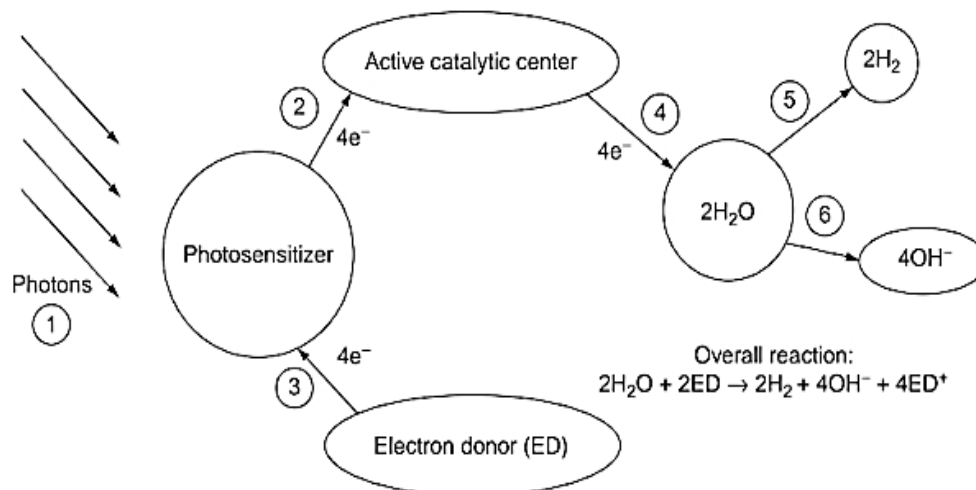 Active catalytic center
2H₂
②
4e⁻
④
4e⁻
⑤
Photosensitizer
2H₂O
⑥
4OH⁻
Photons
①
4e⁻
③
Overall reaction:
2H₂O + 2ED → 2H₂ + 4OH⁻ + 4ED⁺
Electron donor (ED)